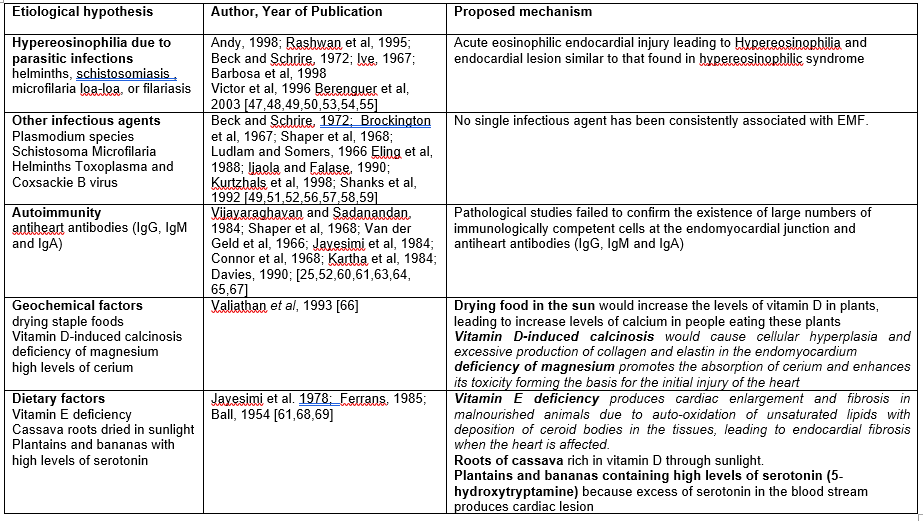 Etiological hypothesis
Author, Year of Publication
Proposed mechanism
Hypereosinophilia due to
parasitic infections
helminths, schistosomiasis ,
microfilaria loa-loa, or filariasis
Andy, 1998; Rashwan et al, 1995;
Beck and Schrire, 1972; Ive, 1967;
Barbosa et al, 1998
Victor et al, 1996 Berenguer et al,
2003 [47,48,49,50,53,54,55]
Acute eosinophilic endocardial injury leading to Hypereosinophilia and
endocardial lesion similar to that found in hypereosinophilic syndrome
Other infectious agents
Plasmodium species
Schistosoma Microfilaria
Helminths Toxoplasma and
Coxsackie B virus
Beck and Schrire, 1972; Brockington
et al, 1967; Shaper et al, 1968;
Ludlam and Somers, 1966 Eling et al,
1988; Ijaola and Falase, 1990;
Kurtzhals et al, 1998; Shanks et al,
1992 [49,51,52,56,57,58,59]
No single infectious agent has been consistently associated with EMF.
Autoimmunity
antiheart antibodies (IgG, IgM
and IgA)
Vijayaraghavan and Sadanandan,
1984; Shaper et al, 1968; Van der
Geld et al, 1966; Jayesimi et al, 1984;
Connor et al, 1968; Kartha et al, 1984;
Davies, 1990; [25,52,60,61,63,64,
65,67]
Pathological studies failed to confirm the existence of large numbers of
immunologically competent cells at the endomyocardial junction and
antiheart antibodies (IgG, IgM and IgA)
Geochemical factors
drying staple foods
Vitamin D-induced calcinosis
deficiency of magnesium
high levels of cerium
Valiathan et al, 1993 [66]
Drying food in the sun would increase the levels of vitamin D in plants,
leading to increase levels of calcium in people eating these plants
Vitamin D-induced calcinosis would cause cellular hyperplasia and
excessive production of collagen and elastin in the endomyocardium
deficiency of magnesium promotes the absorption of cerium and enhances
its toxicity forming the basis for the initial injury of the heart
Dietary factors
Vitamin E deficiency
Cassava roots dried in sunlight
Plantains and bananas with
high levels of serotonin
Jayesimi et al. 1978; Ferrans, 1985;
Ball, 1954 [61,68,69]
Vitamin E deficiency produces cardiac enlargement and fibrosis in
malnourished animals due to auto-oxidation of unsaturated lipids with
deposition of ceroid bodies in the tissues, leading to endocardial fibrosis
when the heart is affected.
Roots of cassava rich in vitamin D through sunlight.
Plantains and bananas containing high levels of serotonin (5-
hydroxytryptamine) because excess of serotonin in the blood stream
produces cardiac lesion